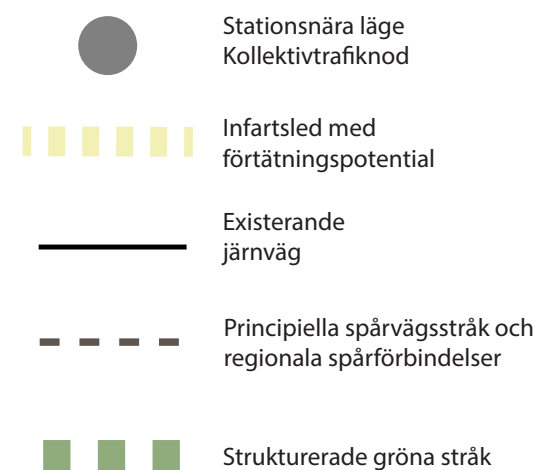 Stationsnära läge
Kollektivtrafiknod
Infartsled med
förtätningspotential
Existerande
järnväg
Principiella spårvägsstråk och
regionala spårförbindelser
Strukturerade gröna stråk